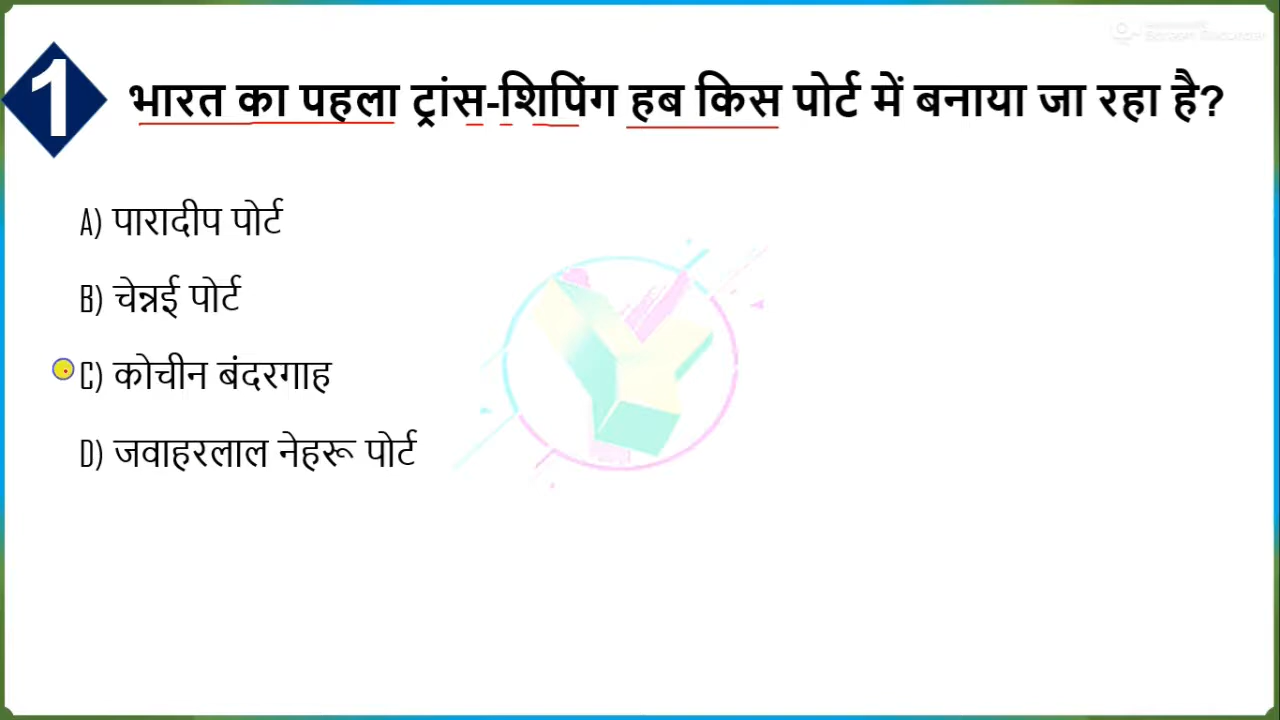 1
भारत का पहला ट्रांस-शिपिंग हब किस पोर्ट में बनाया जा रहा है?
A) पारादीप पोर्ट
B) चेन्नई पोर्ट
C) कोचीन बंदरगाह
D) जवाहरलाल नेहरू पोर्ट